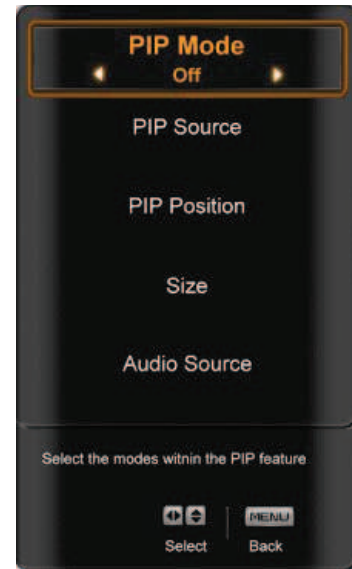 PIP Mode
Off
PIP Source
PIP Position
Size
Audio Source
Select the modes witnin the PIP feature
MENU
Select Back